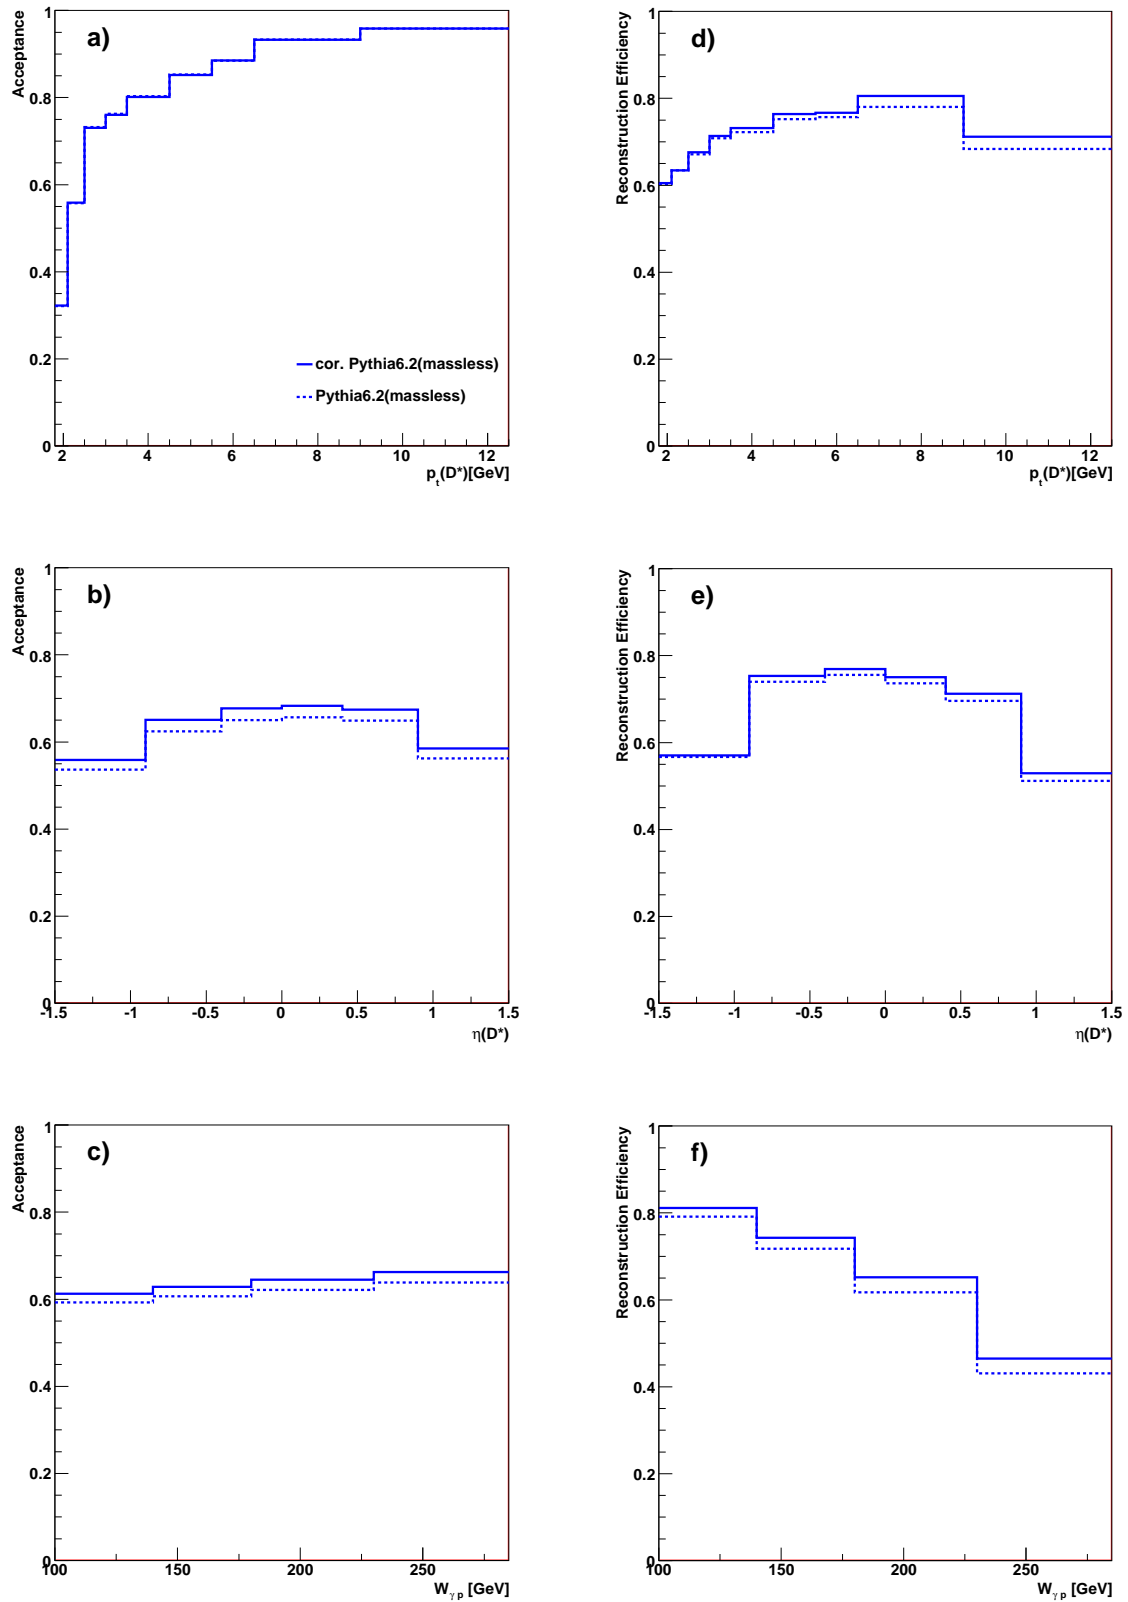 a)
Acceptance
1
0.8
0.6
0.4
0.2
0
cor. Pythia6.2(massless)
Pythia6.2(massless)
2 4 6 8 10 12
p_t(D*)[GeV]
d)
Reconstruction Efficiency
1
0.8
0.6
0.4
0.2
0
2 4 6 8 10 12
p_t(D*)[GeV]
b)
Acceptance
1
0.8
0.6
0.4
0.2
0
-1.5 -1 -0.5 0 0.5 1 1.5
η(D*)
e)
Reconstruction Efficiency
1
0.8
0.6
0.4
0.2
0
-1.5 -1 -0.5 0 0.5 1 1.5
η(D*)
c)
Acceptance
1
0.8
0.6
0.4
0.2
0
100 150 200 250
W_γp [GeV]
f)
Reconstruction Efficiency
1
0.8
0.6
0.4
0.2
0
100 150 200 250
W_γp [GeV]